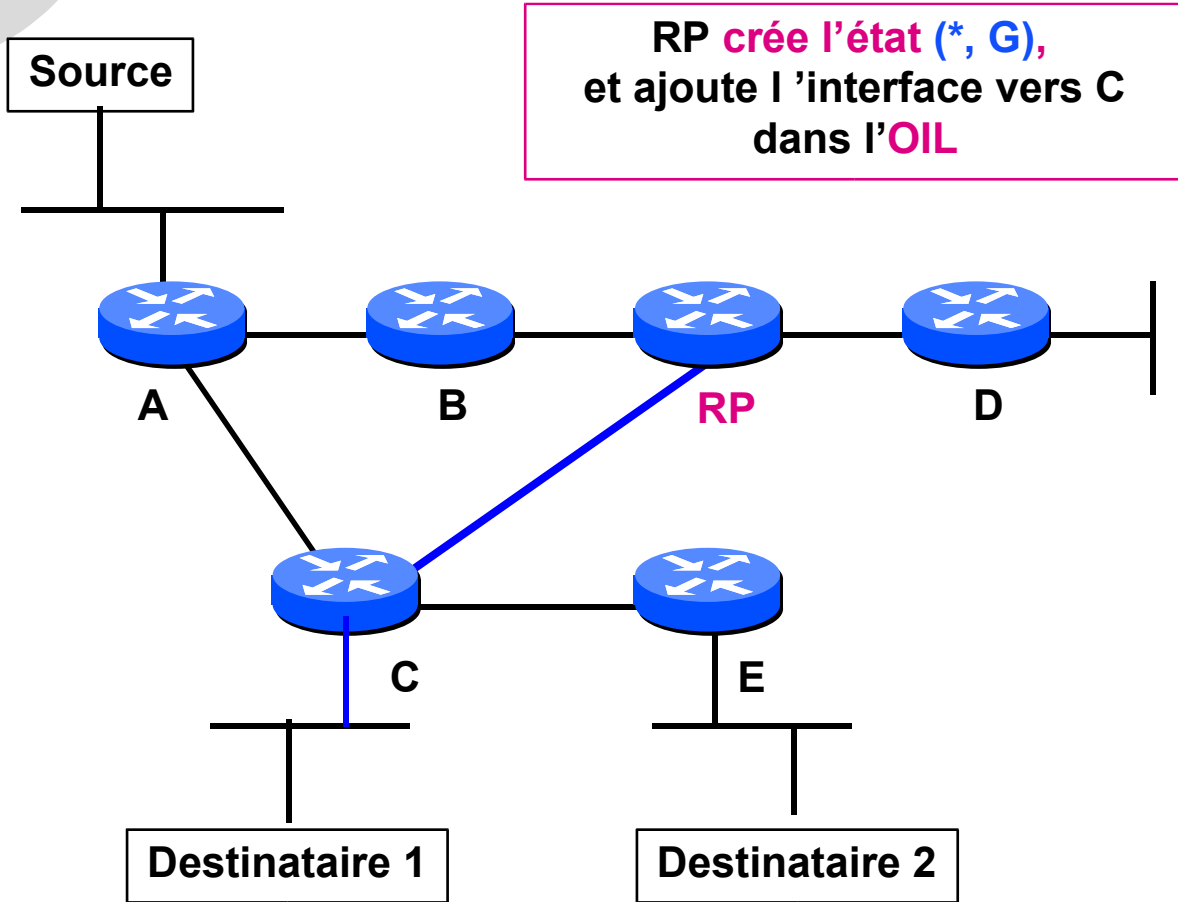 Source
RP crée l’état (*, G),
et ajoute l ’interface vers C
dans l’OIL
A
B
RP
D
C
E
Destinataire 1
Destinataire 2